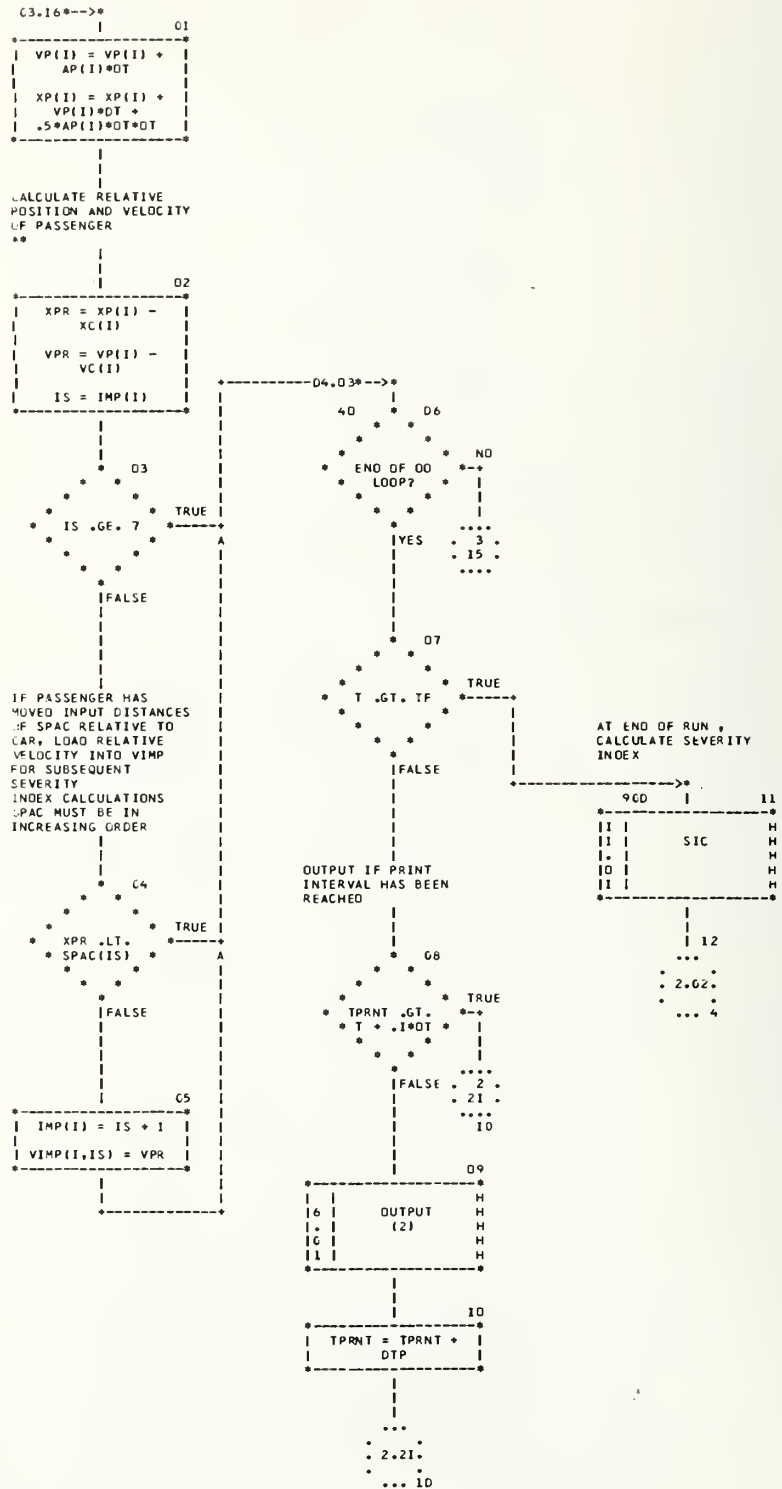 03.16*-->*
01
VP(I) = VP(I) +
AP(I)*DT
XP(I) = XP(I) +
VP(I)*DT +
.5*AP(I)*DT*DT
CALCULATE RELATIVE
POSITION AND VELOCITY
OF PASSENGER
**
02
XPR = XP(I) -
XC(I)
VPR = VP(I) -
VC(I)
IS = IMP(I)
03
IS .GE. 7
TRUE
FALSE
IF PASSENGER HAS
MOVED INPUT DISTANCES
OF SPAC RELATIVE TO
CAR, LOAD RELATIVE
VELOCITY INTO VIMP
FOR SUBSEQUENT
SEVERITY
INDEX CALCULATIONS
SPAC MUST BE IN
INCREASING ORDER
04
XPR .LT.
SPAC(IS)
TRUE
FALSE
05
IMP(I) = IS + 1
VIMP(I,IS) = VPR
04.03*-->*
40 06
END OF DO
LOOP?
NO
3
15
YES
07
T .GT. TF
TRUE
FALSE
OUTPUT IF PRINT
INTERVAL HAS BEEN
REACHED
08
TPRNT .GT.
T + .1*DT
TRUE
2
21
10
FALSE
09
6.01
OUTPUT
(2)
10
TPRNT = TPRNT +
DTP
2.21
10
AT END OF RUN ,
CALCULATE SEVERITY
INDEX
900 11
SIC
12
2.02
4